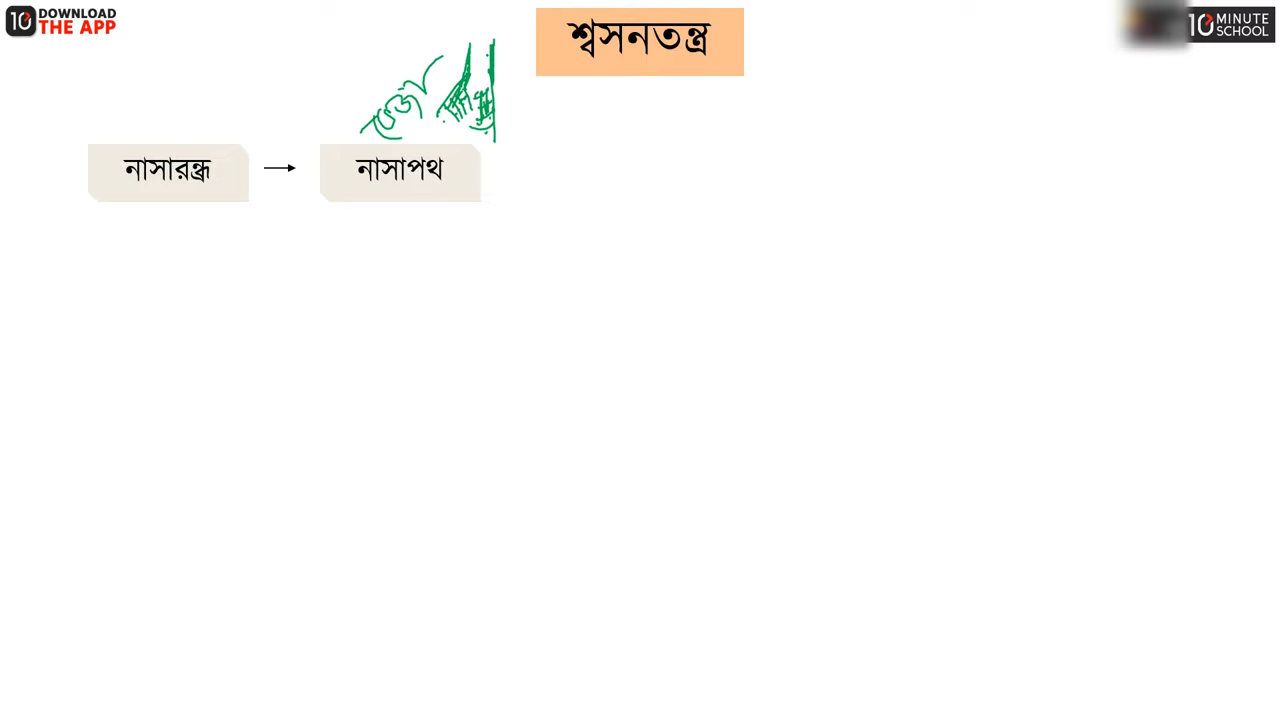 DOWNLOAD
THE APP
শ্বসনতন্ত্র
10 MINUTE
SCHOOL
নাসারন্ধ্র → নাসাপথ